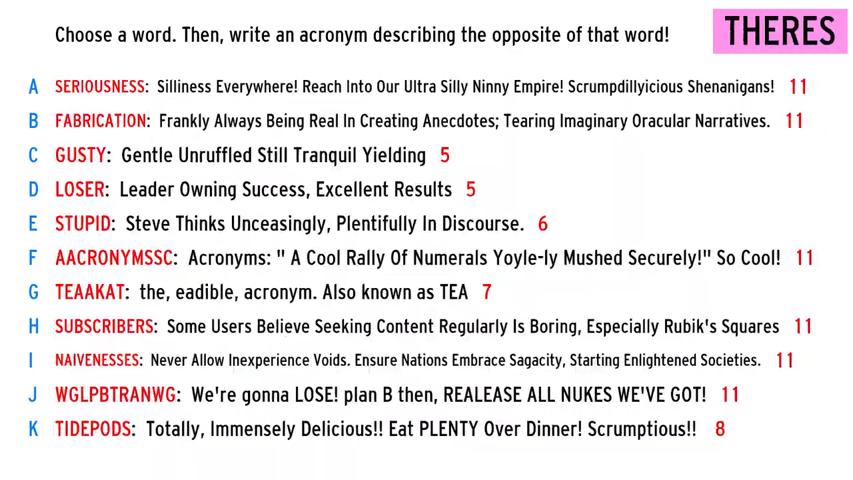 Choose a word. Then, write an acronym describing the opposite of that word!
THERES
A SERIOUSNESS: Silliness Everywhere! Reach Into Our Ultra Silly Ninny Empire! Scrumpdillyicious Shenanigans! 11
B FABRICATION: Frankly Always Being Real In Creating Anecdotes; Tearing Imaginary Oracular Narratives. 11
C GUSTY: Gentle Unruffled Still Tranquil Yielding 5
D LOSER: Leader Owning Success, Excellent Results 5
E STUPID: Steve Thinks Unceasingly, Plentifully In Discourse. 6
F AACRONYMSSC: Acronyms: " A Cool Rally Of Numerals Yoyle-ly Mushed Securely!" So Cool! 11
G TEAAKAT: the, eadible, acronym. Also known as TEA 7
H SUBSCRIBERS: Some Users Believe Seeking Content Regularly Is Boring, Especially Rubik's Squares 11
I NAIVENESSES: Never Allow Inexperience Voids. Ensure Nations Embrace Sagacity, Starting Enlightened Societies. 11
J WGLPBTRANWG: We're gonna LOSE! plan B then, REALEASE ALL NUKES WE'VE GOT! 11
K TIDEPODS: Totally, Immensely Delicious!! Eat PLENTY Over Dinner! Scrumptious!! 8